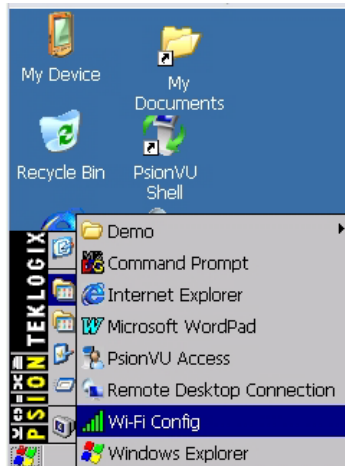 My Device
My
Documents
Recycle Bin
PsionVU
Shell
Demo
Command Prompt
Internet Explorer
Microsoft WordPad
PsionVU Access
Remote Desktop Connection
Wi-Fi Config
Windows Explorer
PSION TEKLOGIX